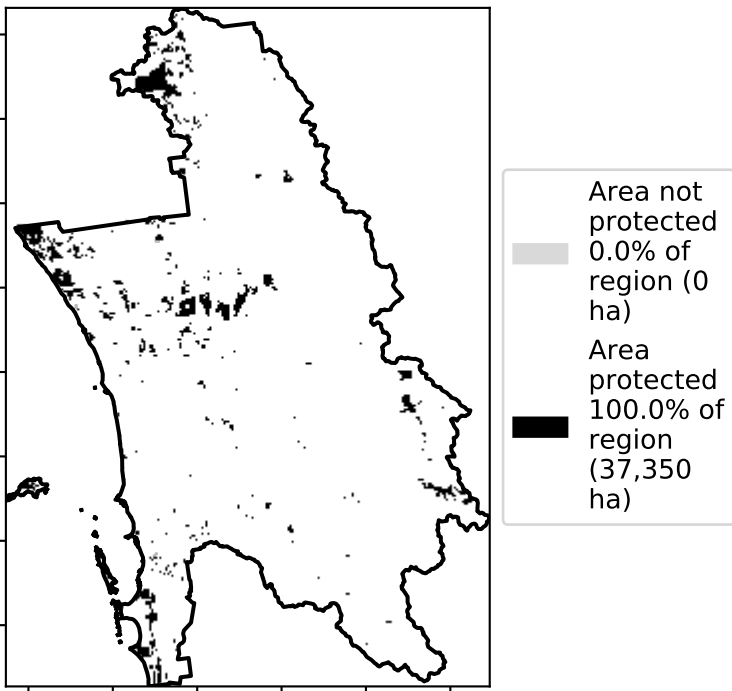 Area not
protected
0.0% of
region (0
ha)
Area
protected
100.0% of
region
(37,350
ha)